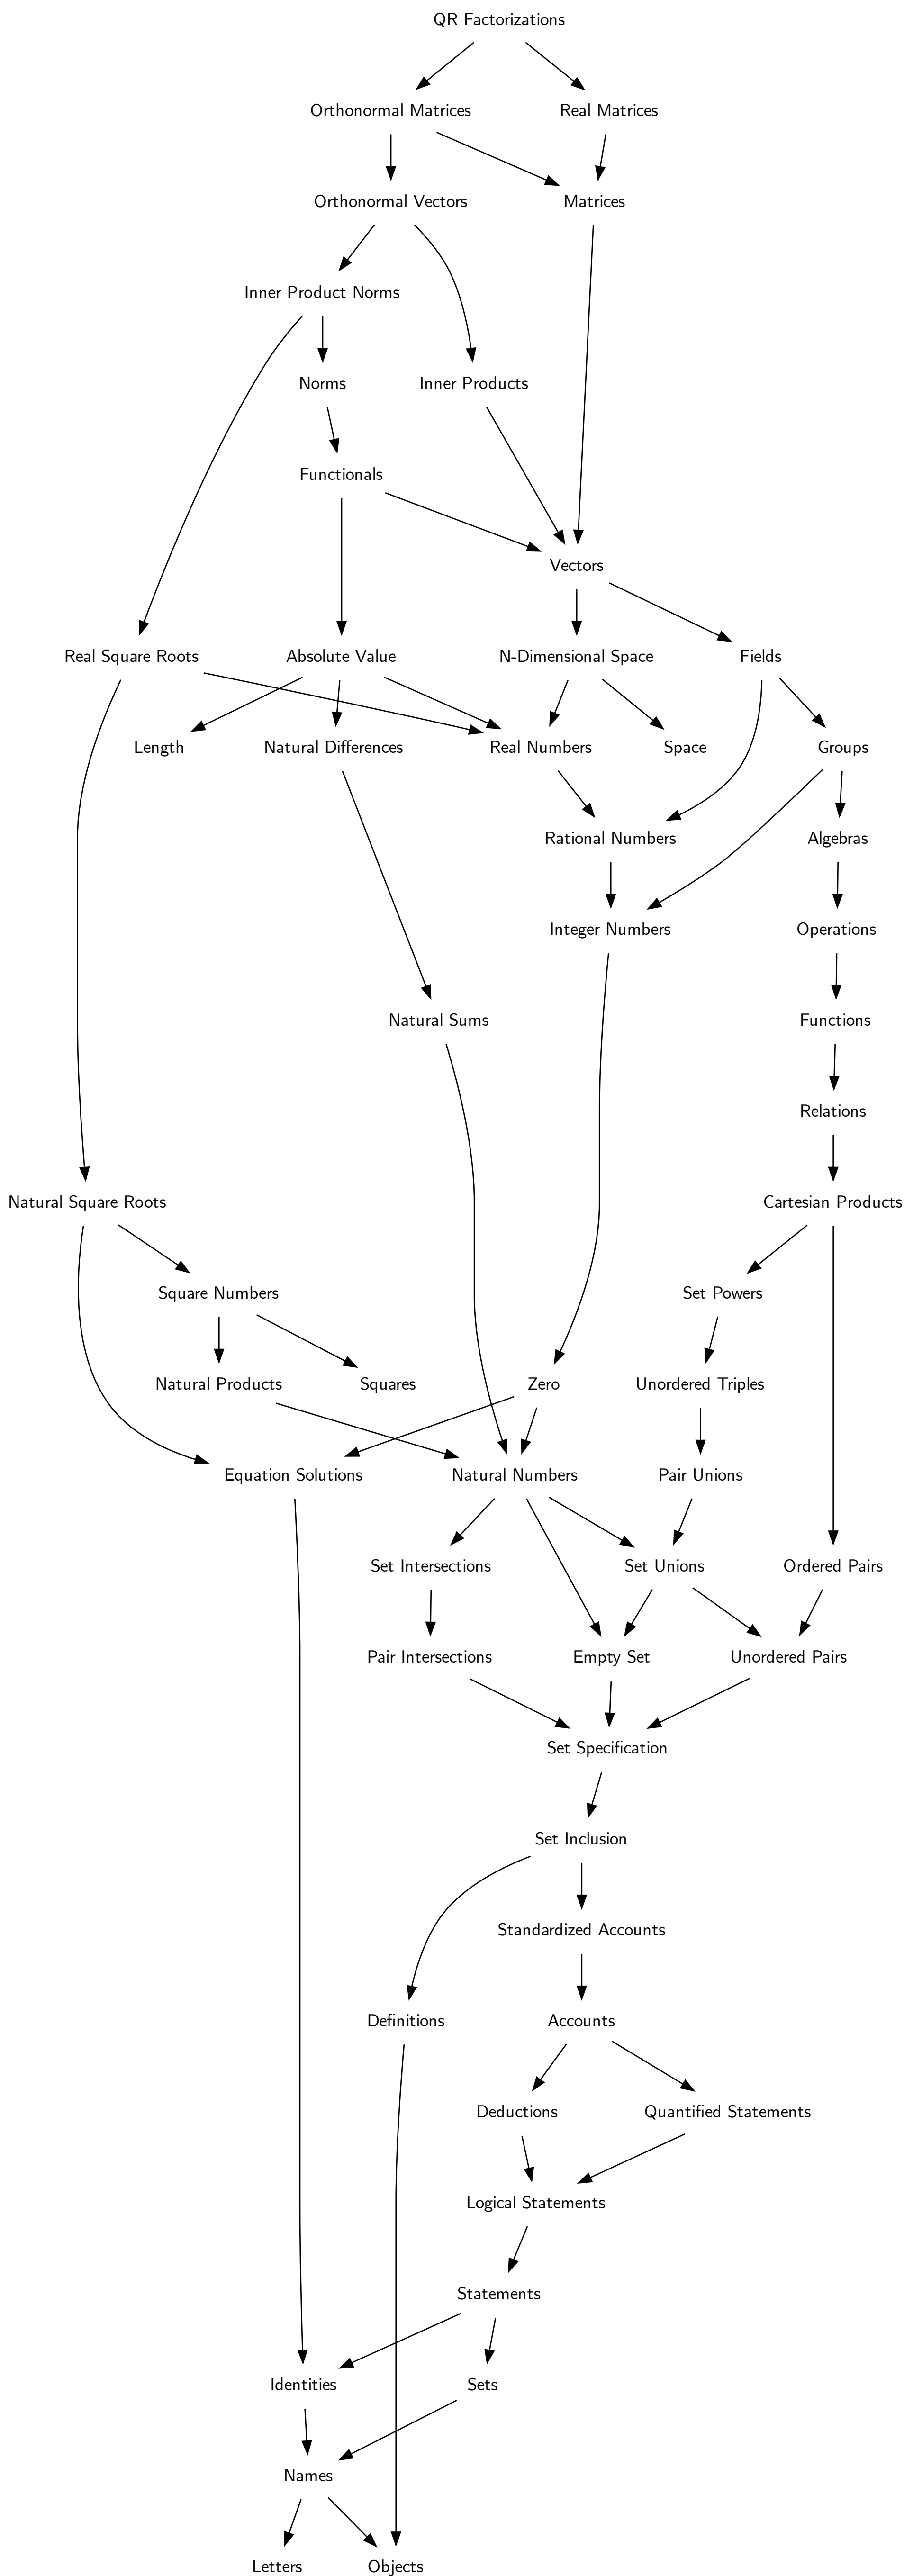 QR Factorizations
Orthonormal Matrices
Real Matrices
Orthonormal Vectors
Matrices
Inner Product Norms
Norms
Inner Products
Functionals
Vectors
Real Square Roots
Absolute Value
N-Dimensional Space
Fields
Length
Natural Differences
Real Numbers
Space
Groups
Rational Numbers
Algebras
Integer Numbers
Operations
Natural Sums
Functions
Relations
Natural Square Roots
Cartesian Products
Square Numbers
Set Powers
Natural Products
Squares
Zero
Unordered Triples
Equation Solutions
Natural Numbers
Pair Unions
Set Intersections
Set Unions
Ordered Pairs
Pair Intersections
Empty Set
Unordered Pairs
Set Specification
Set Inclusion
Standardized Accounts
Definitions
Accounts
Deductions
Quantified Statements
Logical Statements
Statements
Identities
Sets
Names
Letters
Objects